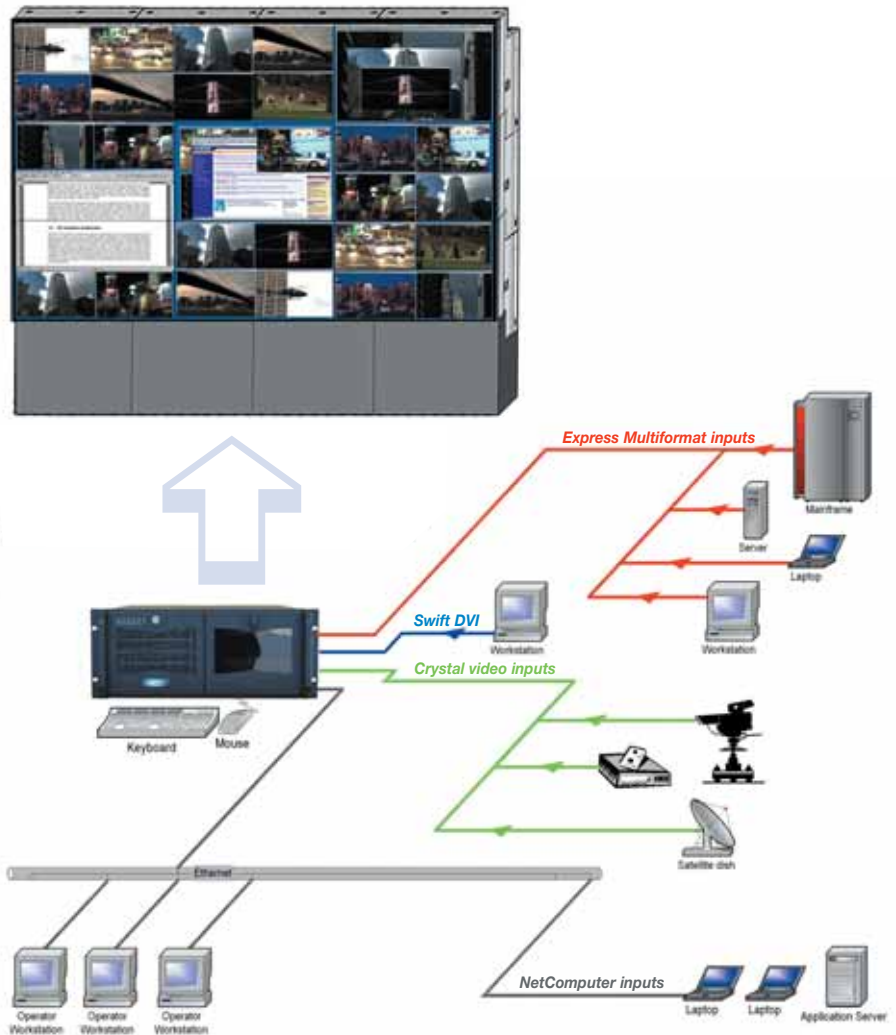 Express Multiformat inputs
Mainframe
Server
Laptop
Swift DVI
Workstation
Workstation
Crystal video inputs
Keyboard
Mouse
Satellite dish
Ethernet
NetComputer inputs
Operator
Workstation
Operator
Workstation
Operator
Workstation
Laptop
Laptop
Application Server